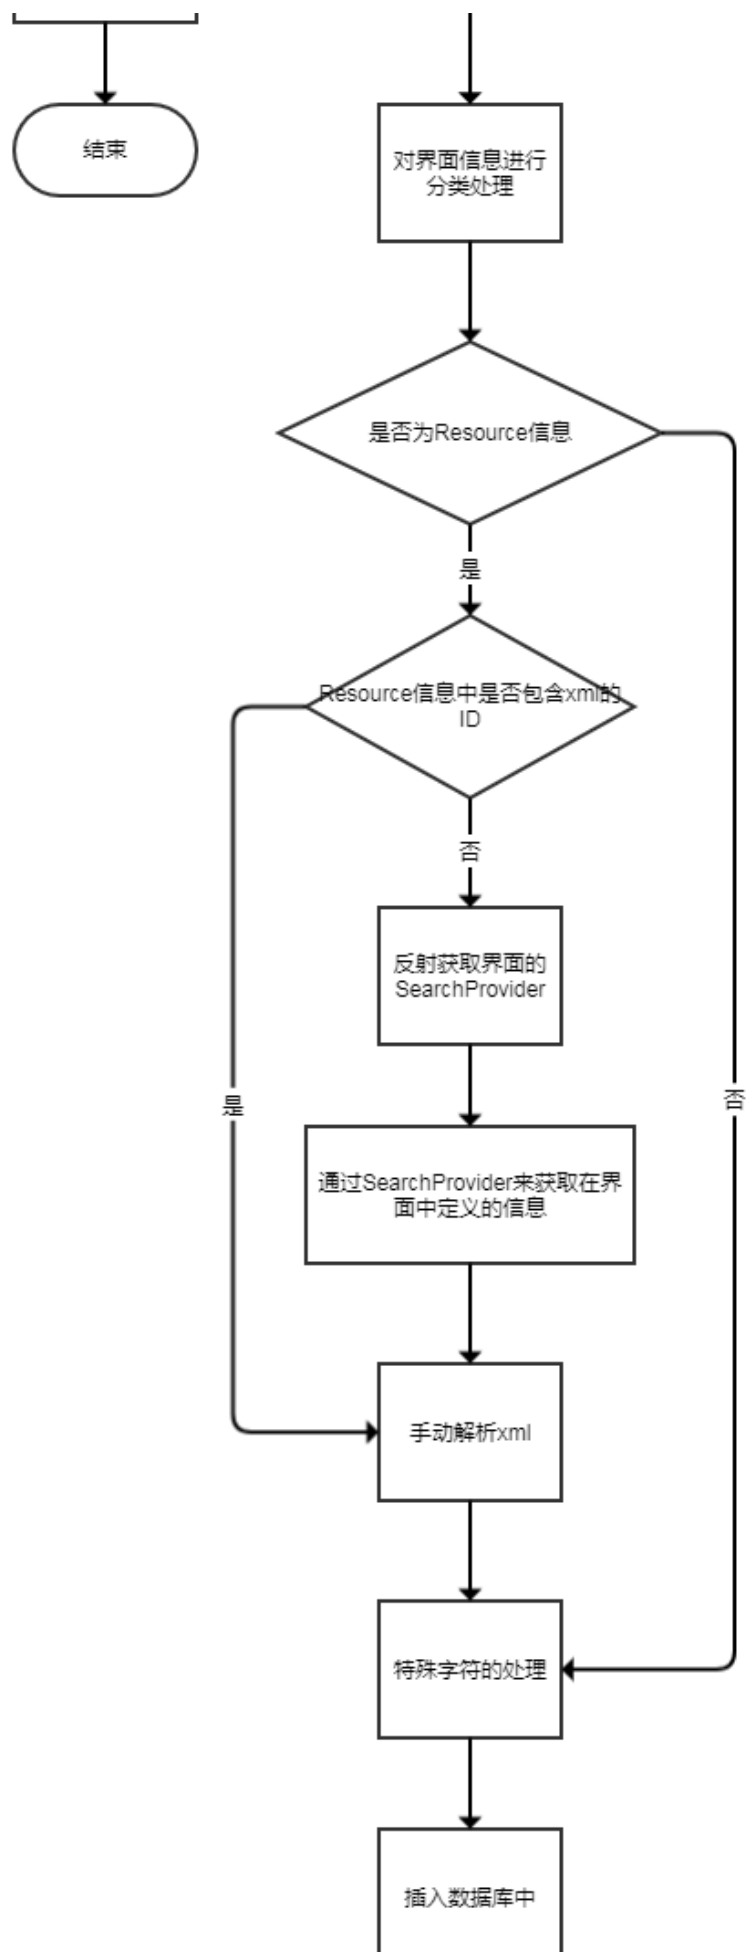 结束
对界面信息进行
分类处理
是否为Resource信息
是
Resource信息中是否包含xml的
ID
否
反射获取界面的
SearchProvider
是
否
通过SearchProvider来获取在界
面中定义的信息
手动解析xml
特殊字符的处理
插入数据库中